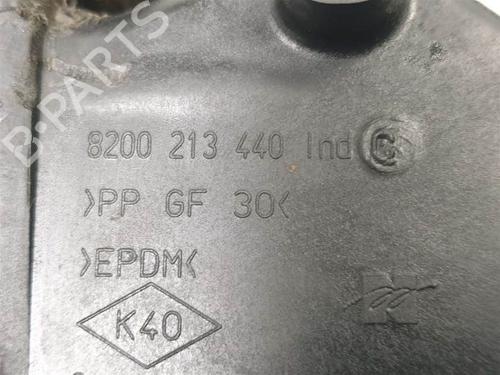 B-PARTS
8200 213 440 Ind C
>PP GF 30<
>EPDM<
K40